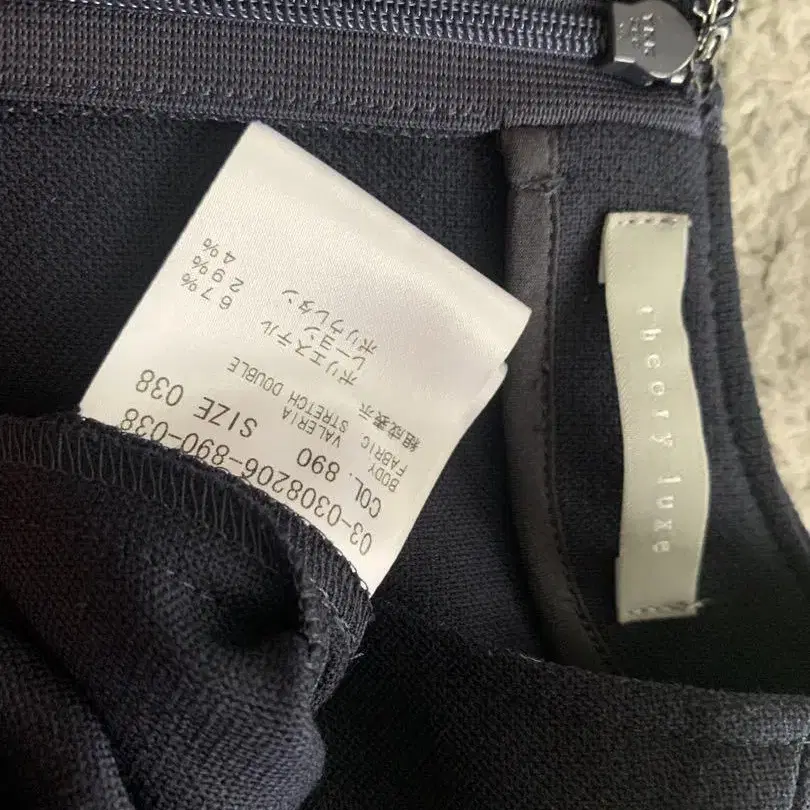 03-0308206-890-038
COL. 890 SIZE 038
BODY VALERIA
FABRIC STRETCH DOUBLE
組成表示 ポリエステル 67%
レーヨン 29%
ポリウレタン 4%
theory luxe
YKK